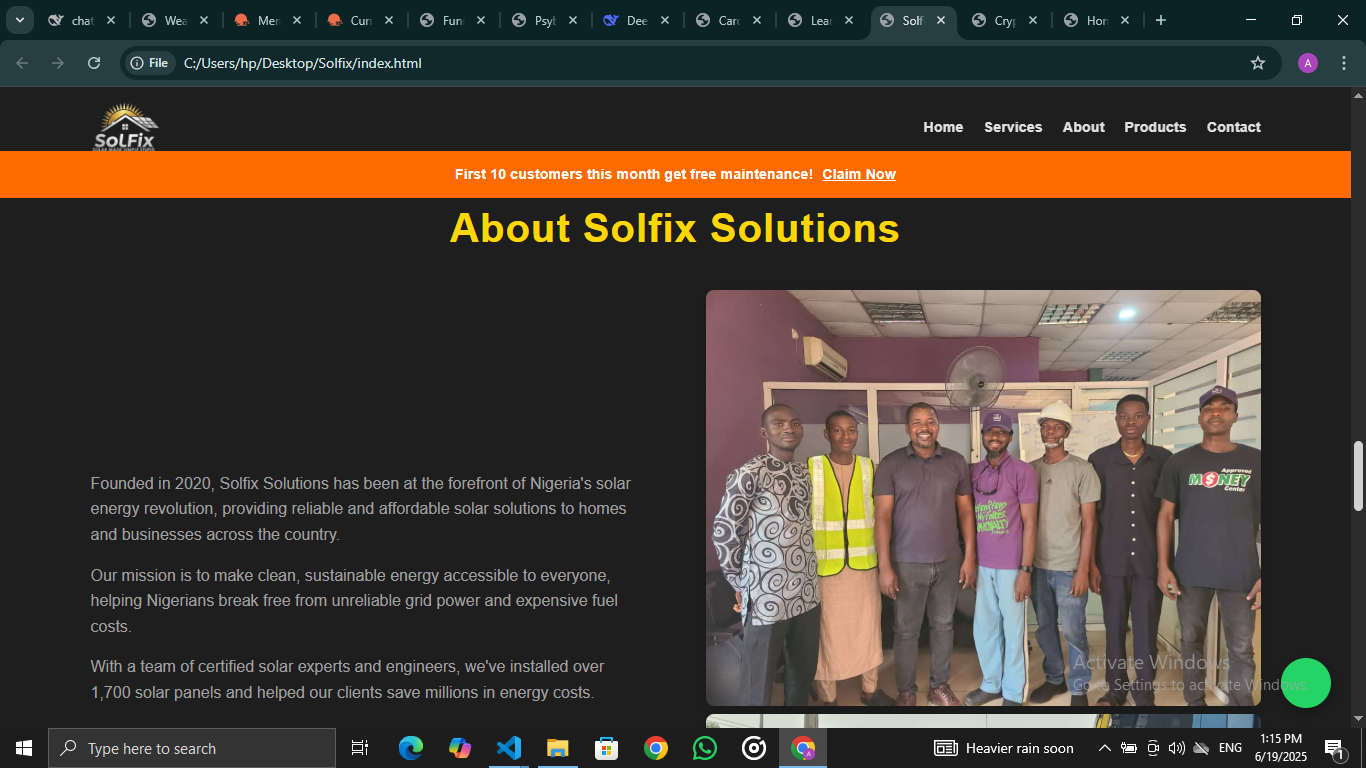 chat
Wea
Mer
Curr
Fun
Psyl
Dee
Card
Lear
Solf
Cryp
Hon
File
C:/Users/hp/Desktop/Solfix/index.html
A
SolFix
Home
Services
About
Products
Contact
First 10 customers this month get free maintenance! Claim Now
About Solfix Solutions
Founded in 2020, Solfix Solutions has been at the forefront of Nigeria's solar
energy revolution, providing reliable and affordable solar solutions to homes
and businesses across the country.
Our mission is to make clean, sustainable energy accessible to everyone,
helping Nigerians break free from unreliable grid power and expensive fuel
costs.
With a team of certified solar experts and engineers, we've installed over
1,700 solar panels and helped our clients save millions in energy costs.
Approved
MONEY
Center
Activate Windows
Go to Settings to activate Windows.
Type here to search
Heavier rain soon
ENG
1:15 PM
6/19/2025
1